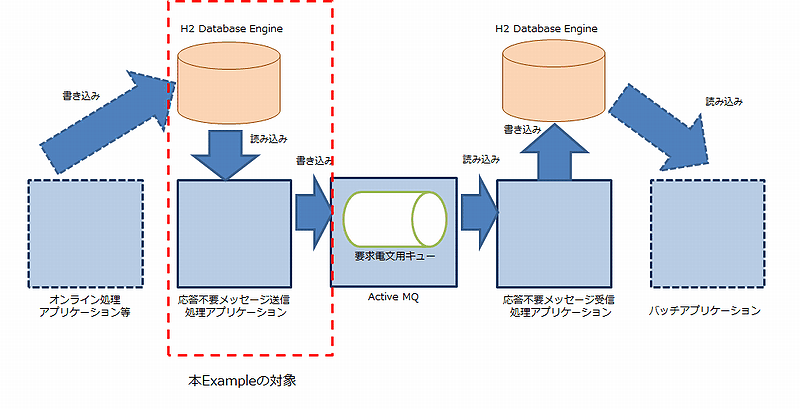 H2 Database Engine
H2 Database Engine
書き込み
読み込み
書き込み
読み込み
書き込み
読み込み
要求電文用キュー
オンライン処理
アプリケーション等
応答不要メッセージ送信
処理アプリケーション
Active MQ
応答不要メッセージ受信
処理アプリケーション
バッチアプリケーション
本Exampleの対象